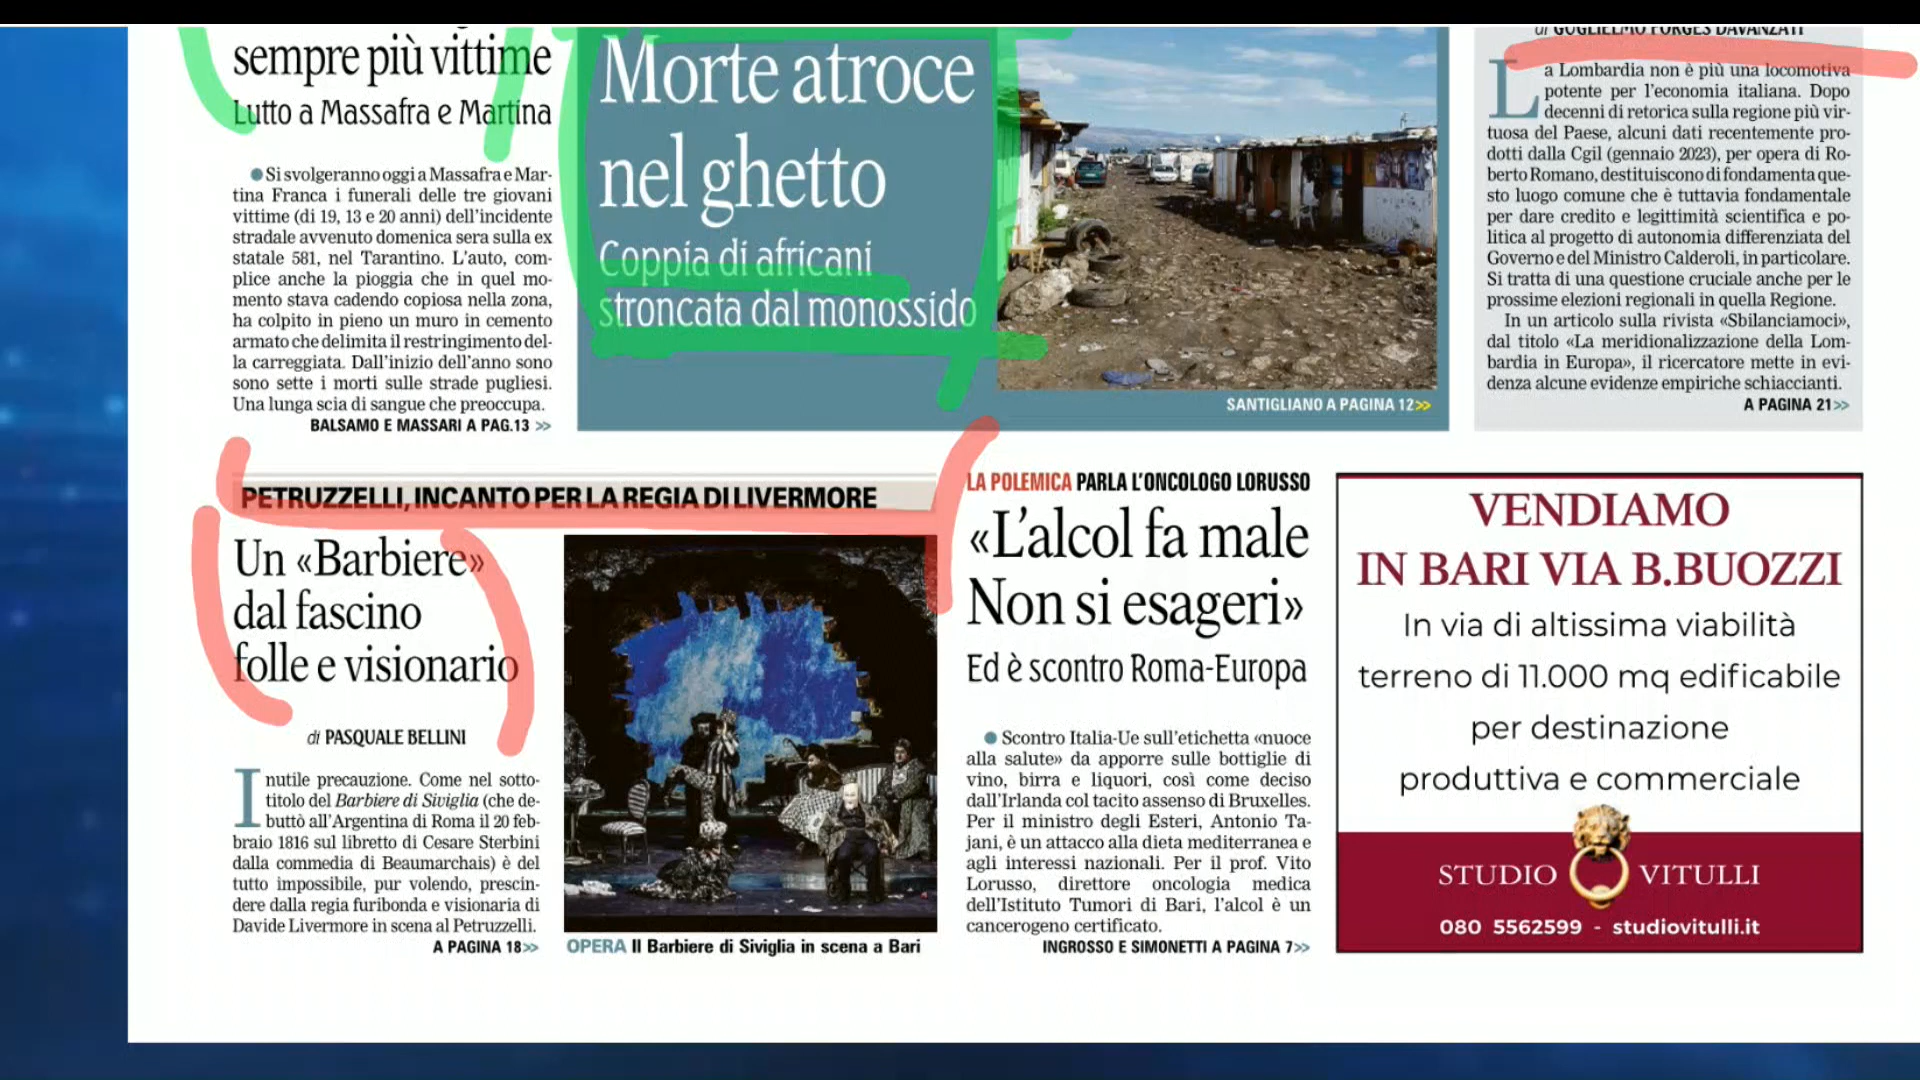 sempre più vittime
Lutto a Massafra e Martina
●Si svolgeranno oggi a Massafra e Mar-
tina Franca i funerali delle tre giovani
vittime (di 19, 13 e 20 anni) dell'incidente
stradale avvenuto domenica sera sulla ex
statale 581, nel Tarantino. L'auto, com-
plice anche la pioggia che in quel mo-
mento stava cadendo copiosa nella zona,
ha colpito in pieno un muro in cemento
armato che delimita il restringimento del-
la carreggiata. Dall'inizio dell'anno sono
sono sette i morti sulle strade pugliesi.
Una lunga scia di sangue che preoccupa.
BALSAMO E MASSARI A PAG.13 >>
Morte atroce
nel ghetto
Coppia di africani
stroncata dal monossido
SANTIGLIANO A PAGINA 12>>
di GUGLIELMO FORGES DAVANZATI
La Lombardia non è più una locomotiva
potente per l'economia italiana. Dopo
decenni di retorica sulla regione più vir-
tuosa del Paese, alcuni dati recentemente pro-
dotti dalla Cgil (gennaio 2023), per opera di Ro-
berto Romano, destituiscono di fondamenta que-
sto luogo comune che è tuttavia fondamentale
per dare credito e legittimità scientifica e po-
litica al progetto di autonomia differenziata del
Governo e del Ministro Calderoli, in particolare.
Si tratta di una questione cruciale anche per le
prossime elezioni regionali in quella Regione.
In un articolo sulla rivista «Sbilanciamoci»,
dal titolo «La meridionalizzazione della Lom-
bardia in Europa», il ricercatore mette in evi-
denza alcune evidenze empiriche schiaccianti.
A PAGINA 21>>
PETRUZZELLI, INCANTO PER LA REGIA DI LIVERMORE
Un «Barbiere»
dal fascino
folle e visionario
di PASQUALE BELLINI
Inutile precauzione. Come nel sotto-
titolo del Barbiere di Siviglia (che de-
buttò all'Argentina di Roma il 20 feb-
braio 1816 sul libretto di Cesare Sterbini
dalla commedia di Beaumarchais) è del
tutto impossibile, pur volendo, prescin-
dere dalla regia furibonda e visionaria di
Davide Livermore in scena al Petruzzelli.
A PAGINA 18>>
OPERA Il Barbiere di Siviglia in scena a Bari
LA POLEMICA PARLA L'ONCOLOGO LORUSSO
«L'alcol fa male
Non si esageri»
Ed è scontro Roma-Europa
● Scontro Italia-Ue sull'etichetta «nuoce
alla salute» da apporre sulle bottiglie di
vino, birra e liquori, così come deciso
dall'Irlanda col tacito assenso di Bruxelles.
Per il ministro degli Esteri, Antonio Ta-
jani, è un attacco alla dieta mediterranea e
agli interessi nazionali. Per il prof. Vito
Lorusso, direttore oncologia medica
dell'Istituto Tumori di Bari, l'alcol è un
cancerogeno certificato.
INGROSSO E SIMONETTI A PAGINA 7>>
VENDIAMO
IN BARI VIA B.BUOZZI
In via di altissima viabilità
terreno di 11.000 mq edificabile
per destinazione
produttiva e commerciale
STUDIO VITULLI
080 5562599 - studiovitulli.it